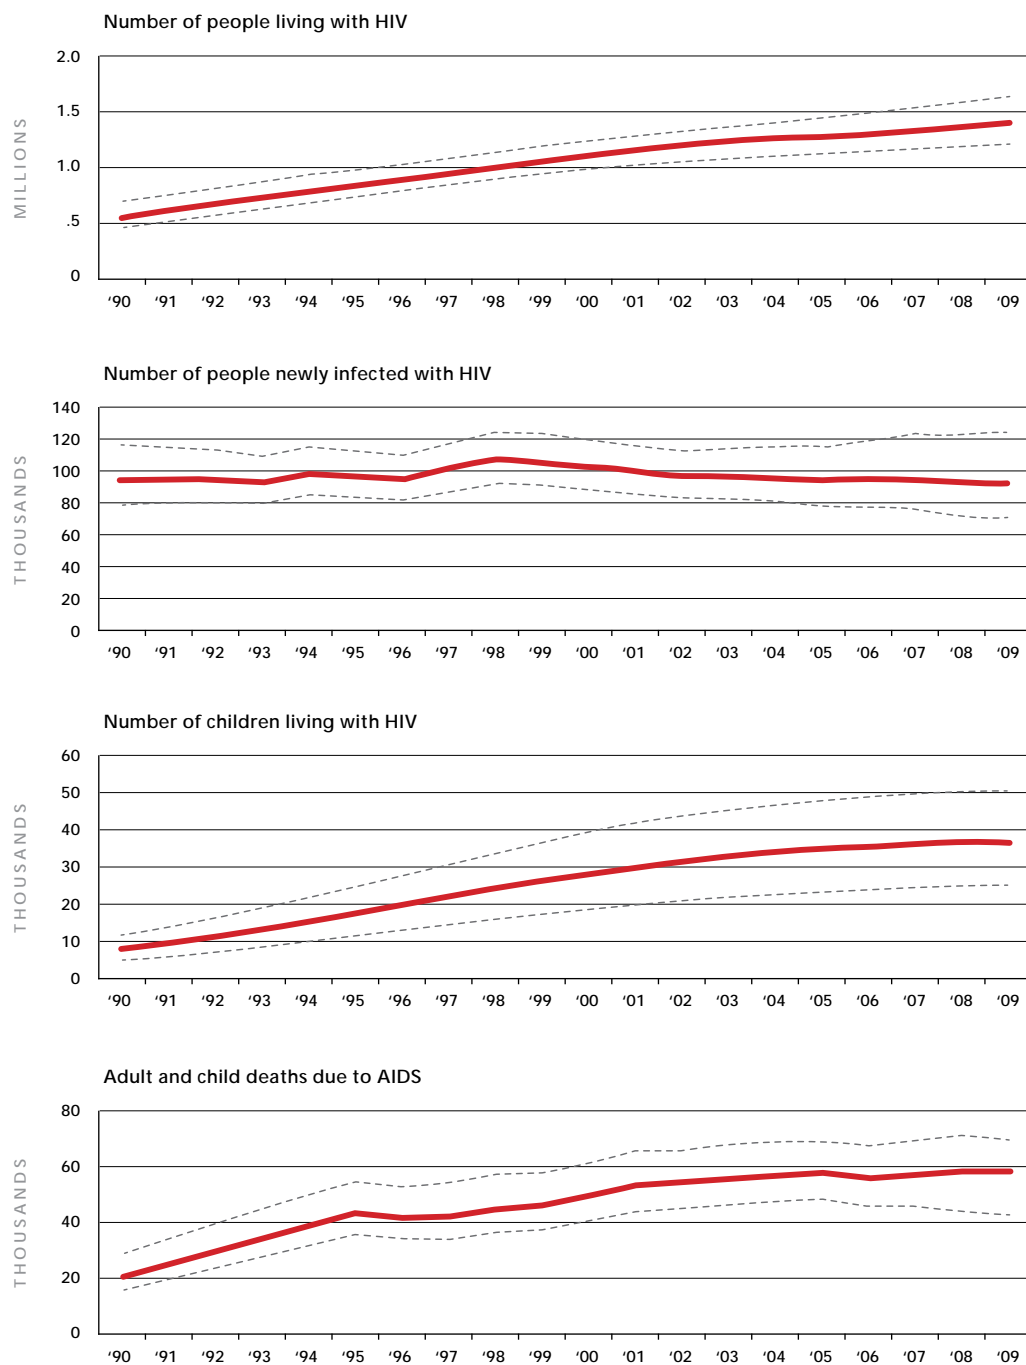 Number of people living with HIV
MILLIONS
2.0
1.5
1.0
.5
0
‘90 ‘91 ‘92 ‘93 ‘94 ‘95 ‘96 ‘97 ‘98 ‘99 ‘00 ‘01 ‘02 ‘03 ‘04 ‘05 ‘06 ‘07 ‘08 ‘09
Number of people newly infected with HIV
THOUSANDS
140
120
100
80
60
40
20
0
‘90 ‘91 ‘92 ‘93 ‘94 ‘95 ‘96 ‘97 ‘98 ‘99 ‘00 ‘01 ‘02 ‘03 ‘04 ‘05 ‘06 ‘07 ‘08 ‘09
Number of children living with HIV
THOUSANDS
60
50
40
30
20
10
0
‘90 ‘91 ‘92 ‘93 ‘94 ‘95 ‘96 ‘97 ‘98 ‘99 ‘00 ‘01 ‘02 ‘03 ‘04 ‘05 ‘06 ‘07 ‘08 ‘09
Adult and child deaths due to AIDS
THOUSANDS
80
60
40
20
0
‘90 ‘91 ‘92 ‘93 ‘94 ‘95 ‘96 ‘97 ‘98 ‘99 ‘00 ‘01 ‘02 ‘03 ‘04 ‘05 ‘06 ‘07 ‘08 ‘09